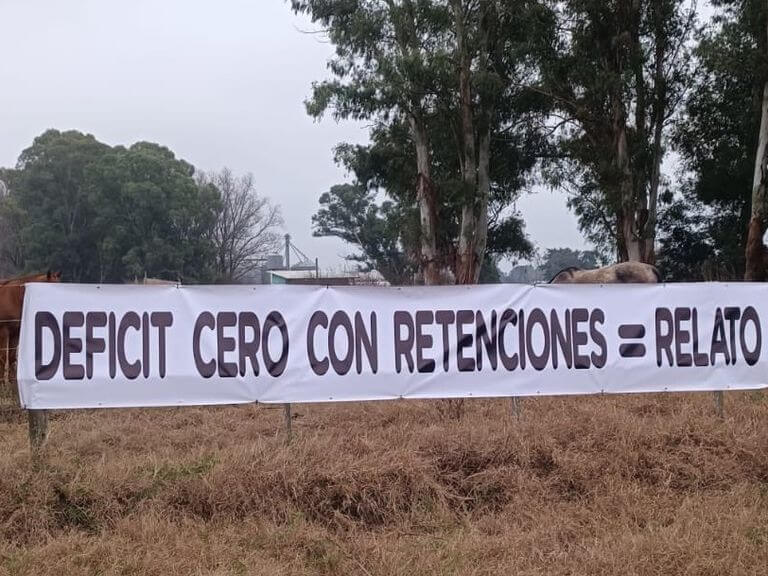 DEFICIT CERO CON RETENCIONES = RELATO